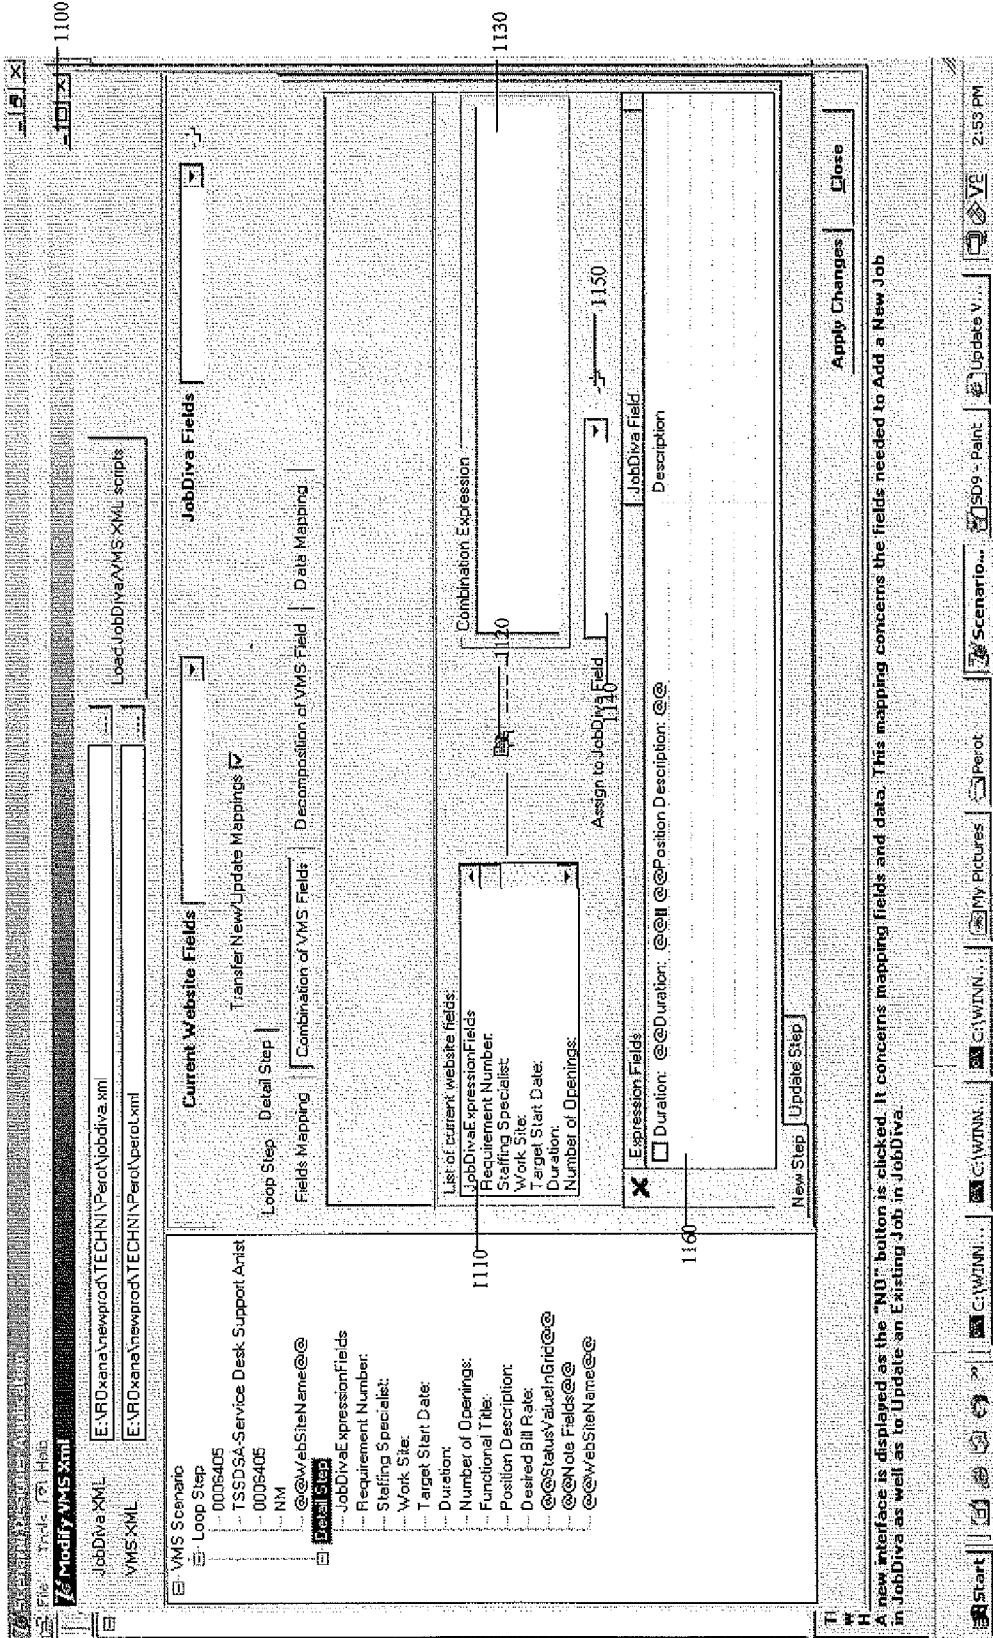 1100
File Tools Help
Modify VMS Xml
JobDiva XML
E:\ROxana\newprod\TECHNI\Perot\jobdiva.xml
...
VMS XML
E:\ROxana\newprod\TECHNI\Perot\perot.xml
...
Load JobDiva/VMS XML scripts
VMS Scenario
Loop Step
0006405
TSSDSA-Service Desk Support Anist
0006405
NM
@@WebSiteName@@
Detail Step
JobDivaExpressionFields
Requirement Number:
Staffing Specialist:
Work Site:
Target Start Date:
Duration:
Number of Openings:
Functional Title:
Position Description:
Desired Bill Rate:
@@StatusValueInGrid@@
@@Note Fields@@
@@WebSiteName@@
Current Website Fields
JobDiva Fields
Transfer New/Update Mappings
Loop Step Detail Step
Fields Mapping Combination of VMS Fields Decomposition of VMS Field Data Mapping
List of current website fields
JobDivaExpressionFields
Requirement Number:
Staffing Specialist:
Work Site:
Target Start Date:
Duration:
Number of Openings:
1110
1120
Combination Expression
1130
Assign to JobDiva Field
1140
1150
X Expression Fields JobDiva Field
Duration: @@Duration: @@|| @@Position Description: @@ Description
1160
New Step Update Step
Apply Changes Close
A new interface is displayed as the "NO" button is clicked. It concerns mapping fields and data. This mapping concerns the fields needed to Add a New Job
in JobDiva as well as to Update an Existing Job in JobDiva.
Start C:\WINN... C:\WINN... C:\WINN... My Pictures Perot Scenario... SD9 - Paint Update V... 2:53 PM